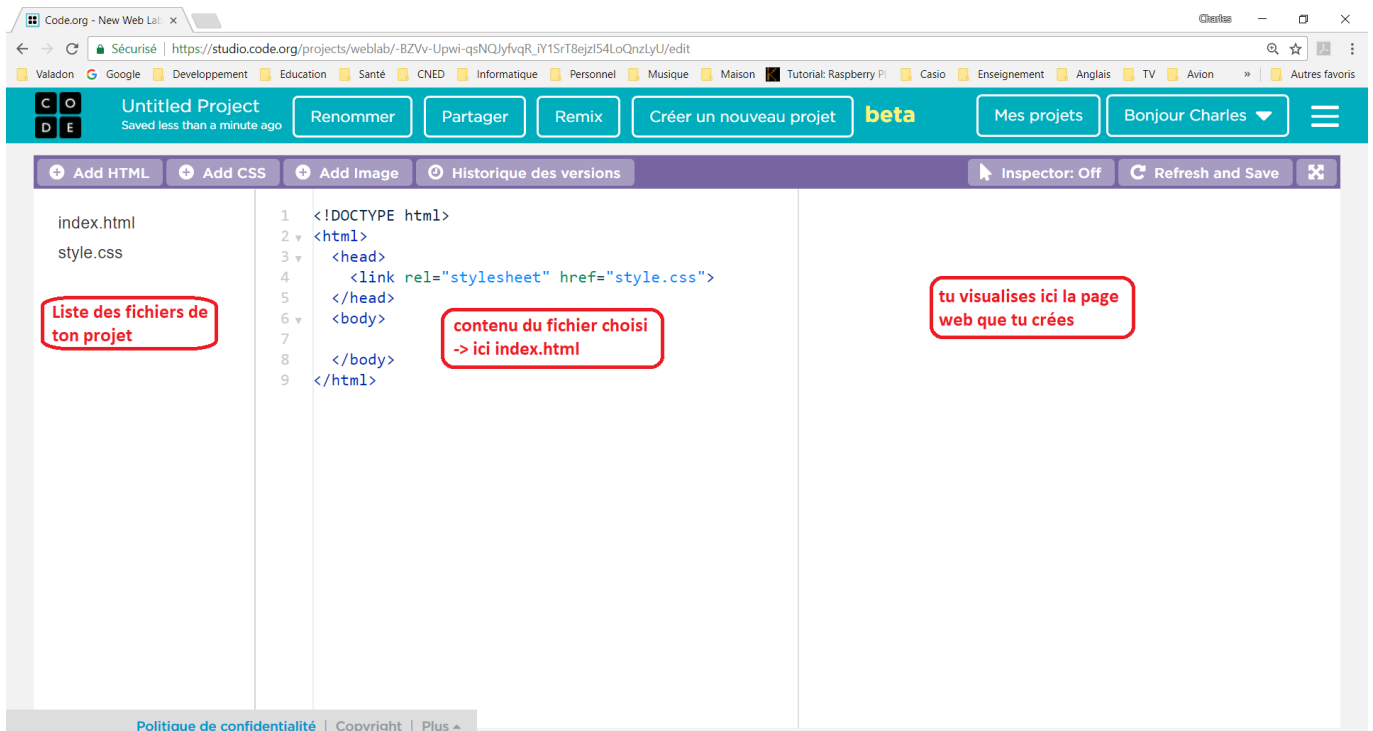 Code.org - New Web Lab
Charles
Sécurisé | https://studio.code.org/projects/weblab/-BZVv-Upwi-qsNQJyfvqR_iY1SrT8ejzI54LoQnzLyU/edit
Valadon Google Developpement Education Santé CNED Informatique Personnel Musique Maison Tutorial: Raspberry Pi Casio Enseignement Anglais TV Avion » Autres favoris
CODE
Untitled Project
Saved less than a minute ago
Renommer Partager Remix Créer un nouveau projet beta Mes projets Bonjour Charles
Add HTML Add CSS Add Image Historique des versions Inspector: Off Refresh and Save
index.html
style.css
Liste des fichiers de
ton projet
1 <!DOCTYPE html>
2 <html>
3 <head>
4 <link rel="stylesheet" href="style.css">
5 </head>
6 <body>
7
8 </body>
9 </html>
contenu du fichier choisi
-> ici index.html
tu visualises ici la page
web que tu crées
Politique de confidentialité | Copyright | Plus